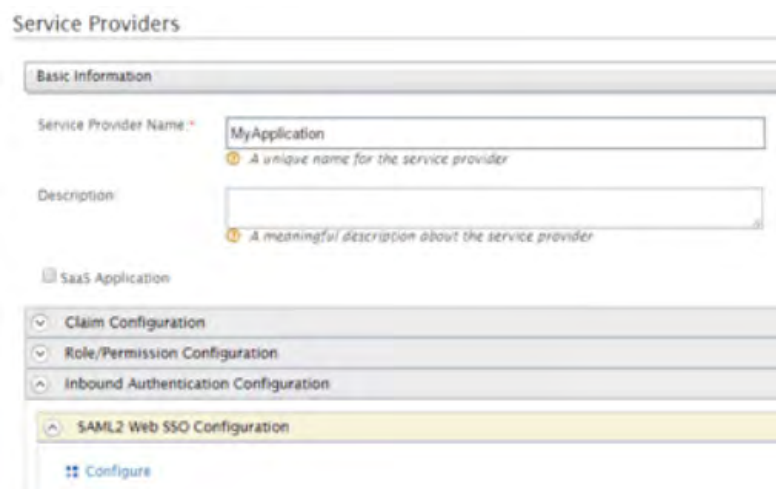 Service Providers
Basic Information
Service Provider Name:*
MyApplication
A unique name for the service provider
Description:
A meaningful description about the service provider
SaaS Application
Claim Configuration
Role/Permission Configuration
Inbound Authentication Configuration
SAML2 Web SSO Configuration
Configure